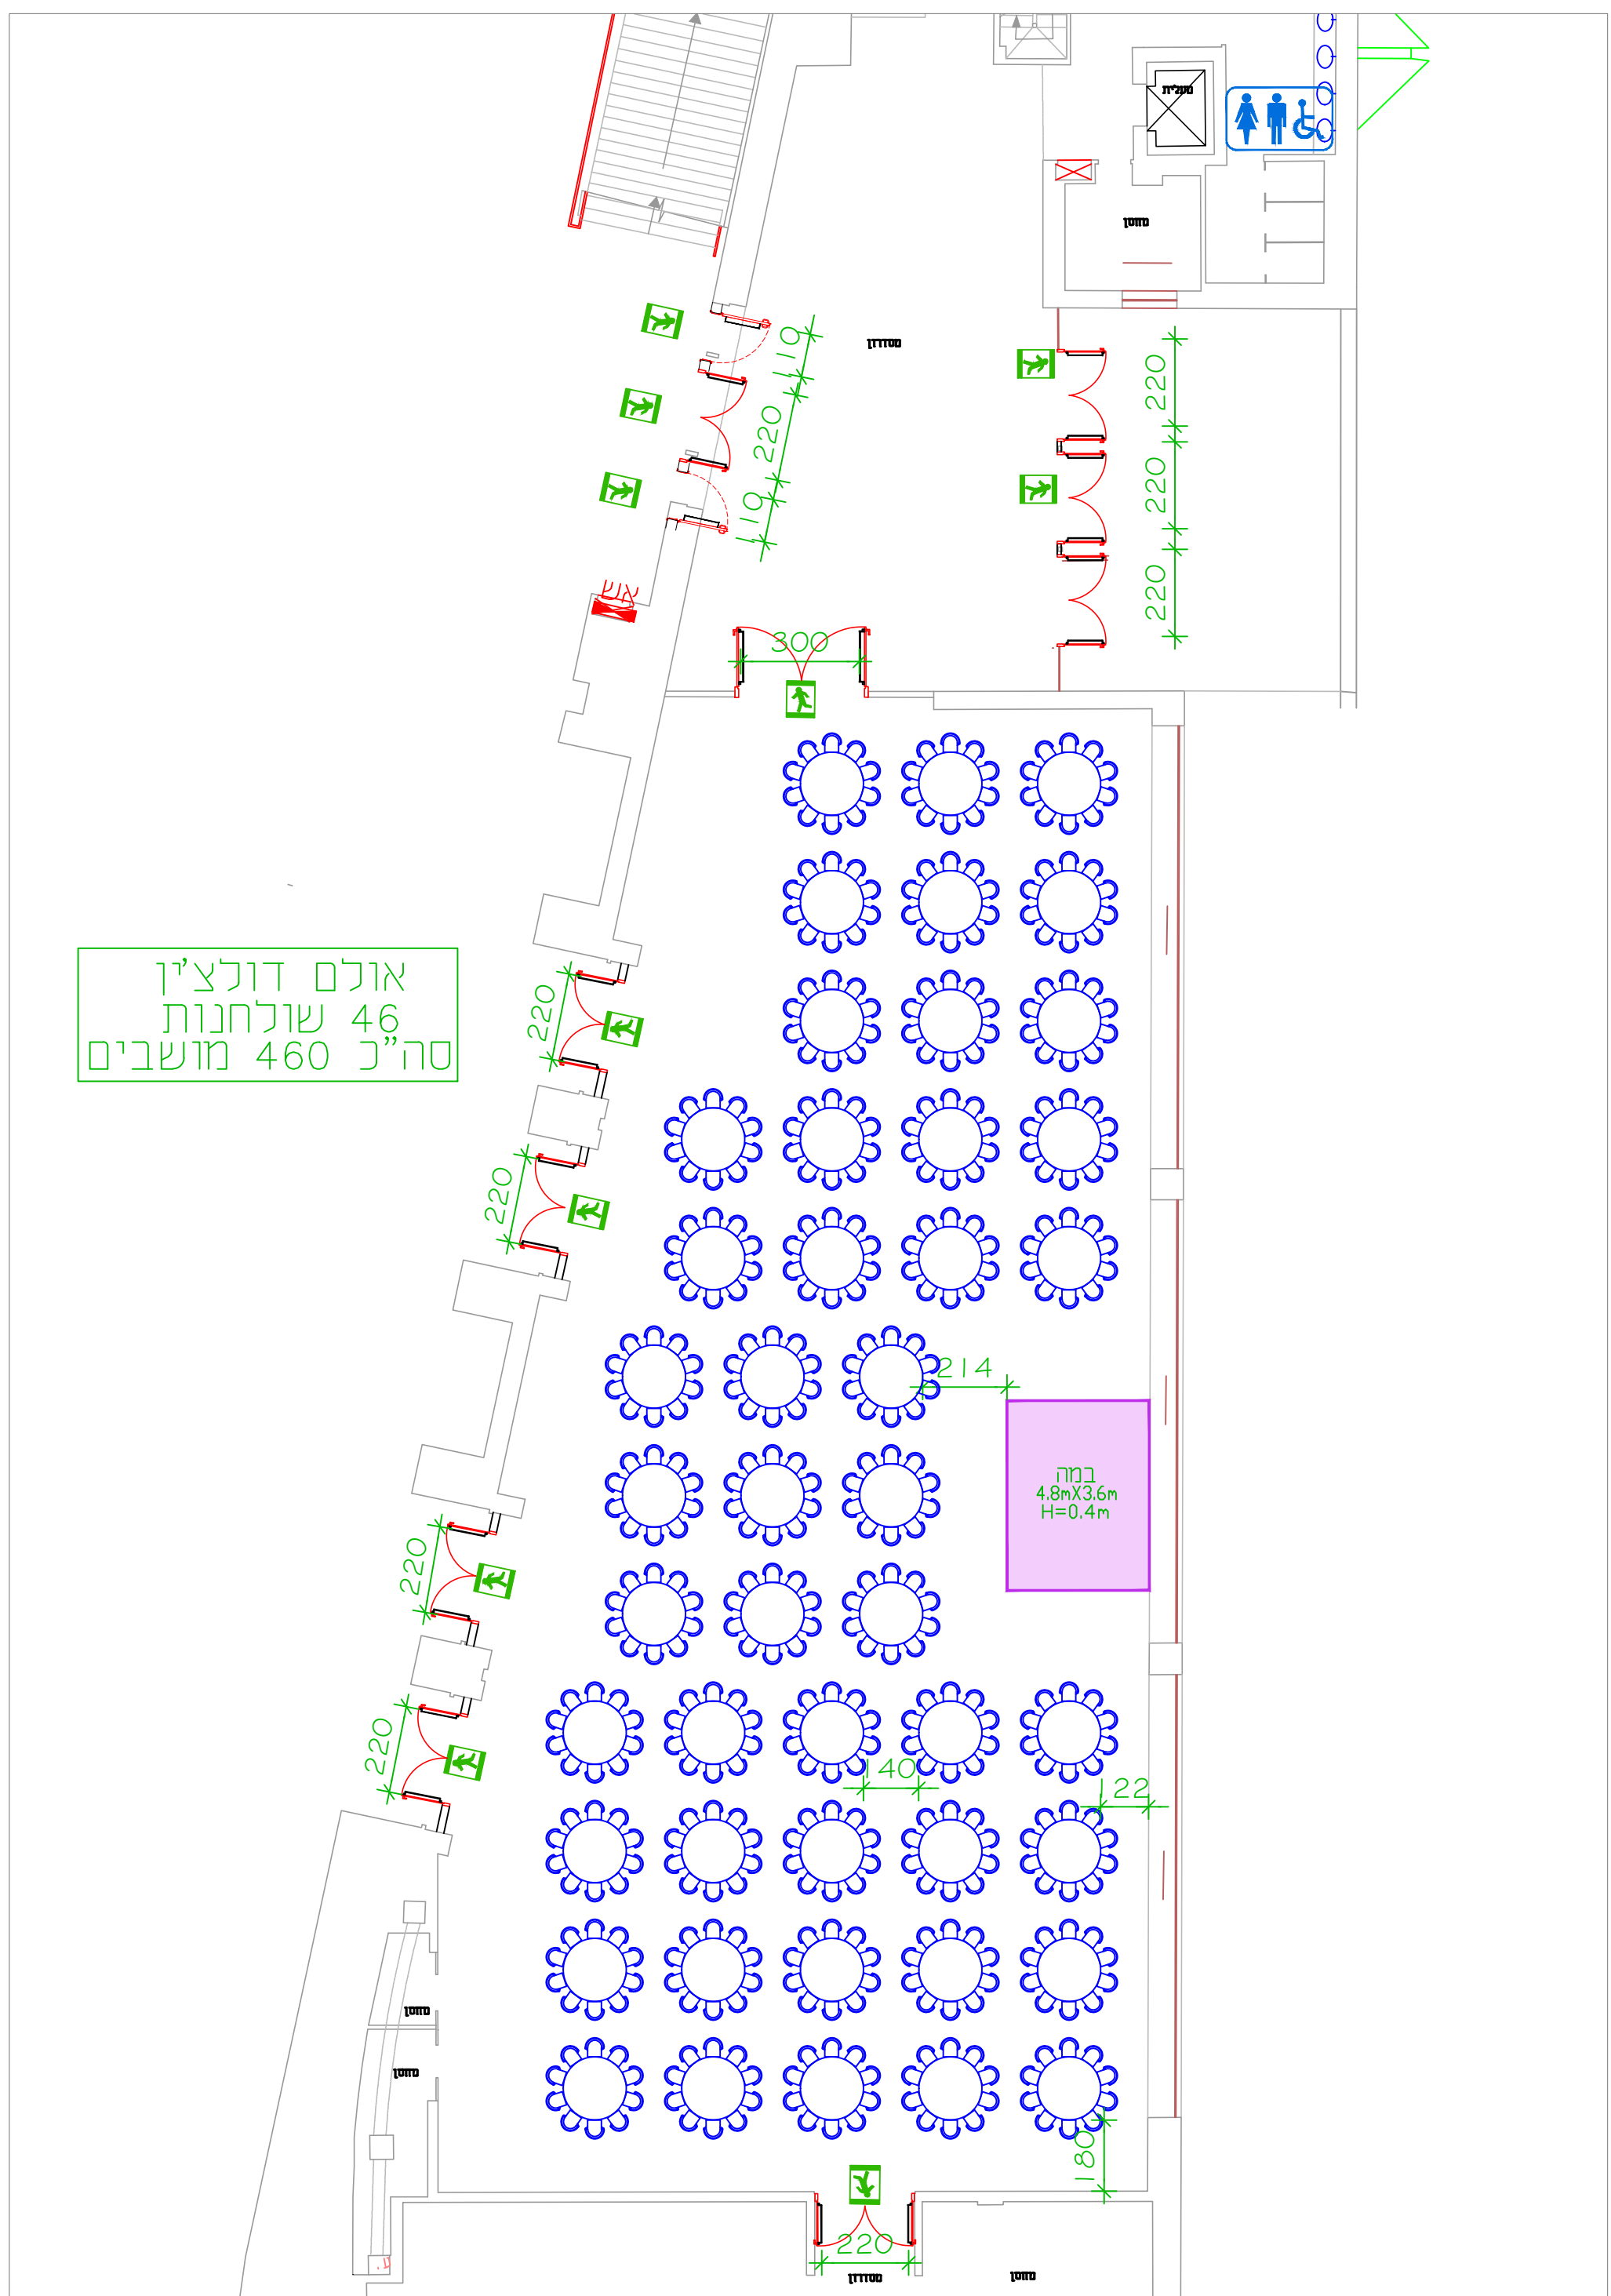 מעלית
מחסן
מסדרון
110
220
110
220
220
220
אש
300
אולם דולצ'ין
46 שולחנות
סה"כ 460 מושבים
220
220
214
במה
4.8mX3.6m
H=0.4m
220
220
140
122
מחסן
מחסן
180
220
מסדרון
מחסן